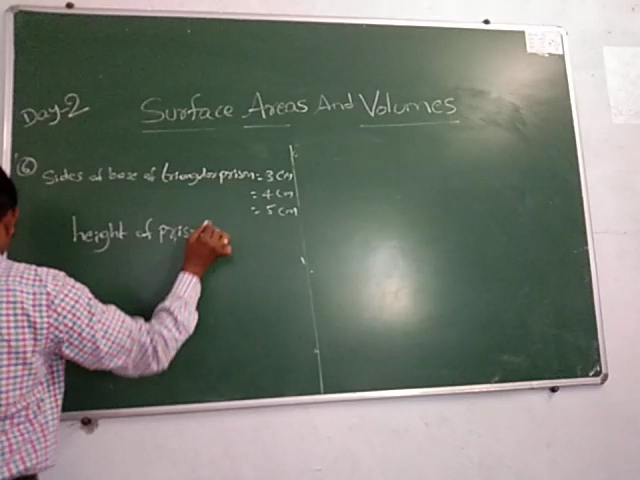 Day-2 Surface Areas And Volumes
6 Sides of base of triangular prism = 3 cm
= 4 cm
= 5 cm
height of pris